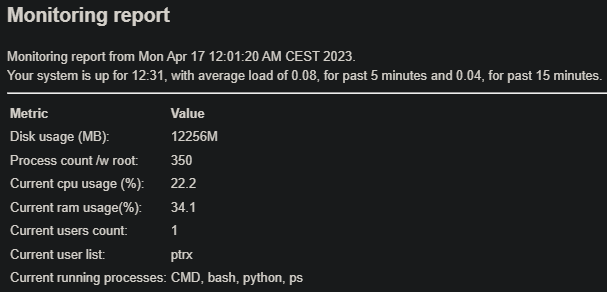 Monitoring report
Monitoring report from Mon Apr 17 12:01:20 AM CEST 2023.
Your system is up for 12:31, with average load of 0.08, for past 5 minutes and 0.04, for past 15 minutes.
Metric Value
Disk usage (MB): 12256M
Process count /w root: 350
Current cpu usage (%): 22.2
Current ram usage(%): 34.1
Current users count: 1
Current user list: ptrx
Current running processes: CMD, bash, python, ps